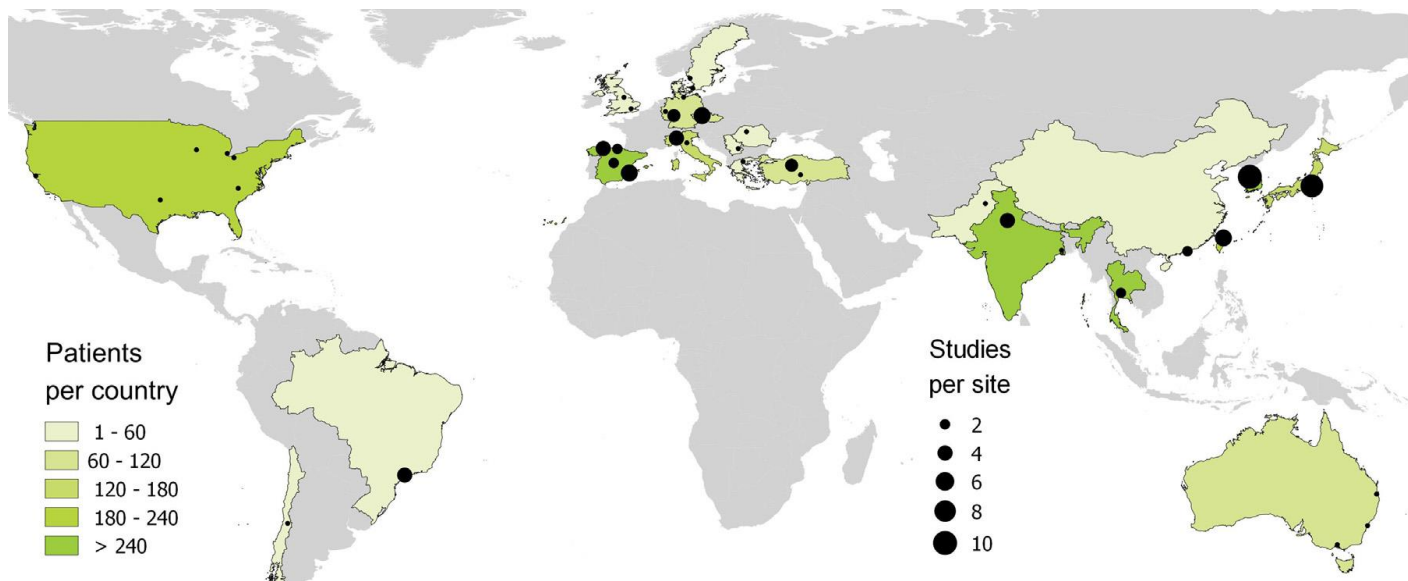 Patients
per country
1 - 60
60 - 120
120 - 180
180 - 240
> 240
Studies
per site
2
4
6
8
10